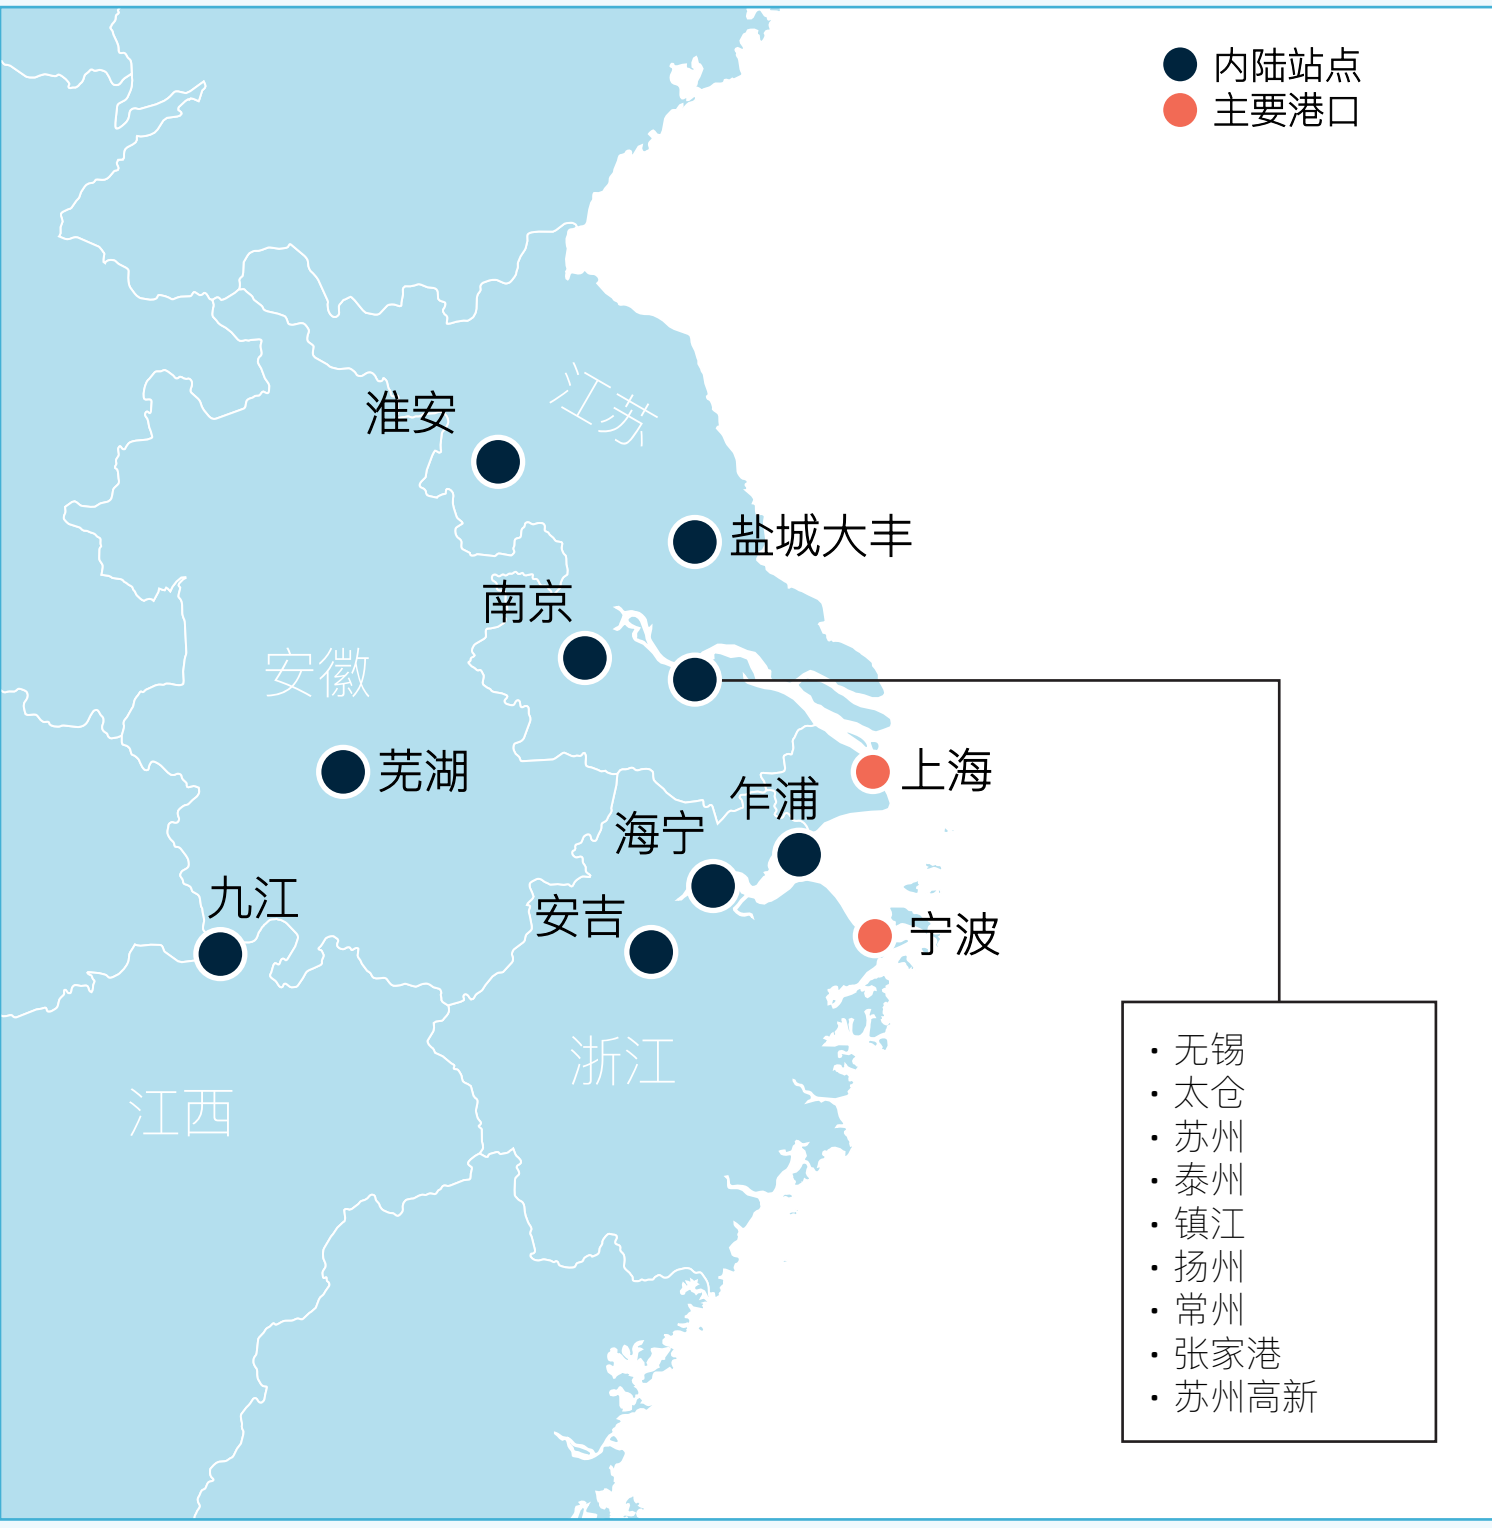 内陆站点
主要港口
江苏
淮安
盐城大丰
南京
安徽
芜湖
上海
乍浦
海宁
九江
安吉
宁波
浙江
江西
· 无锡
· 太仓
· 苏州
· 泰州
· 镇江
· 扬州
· 常州
· 张家港
· 苏州高新